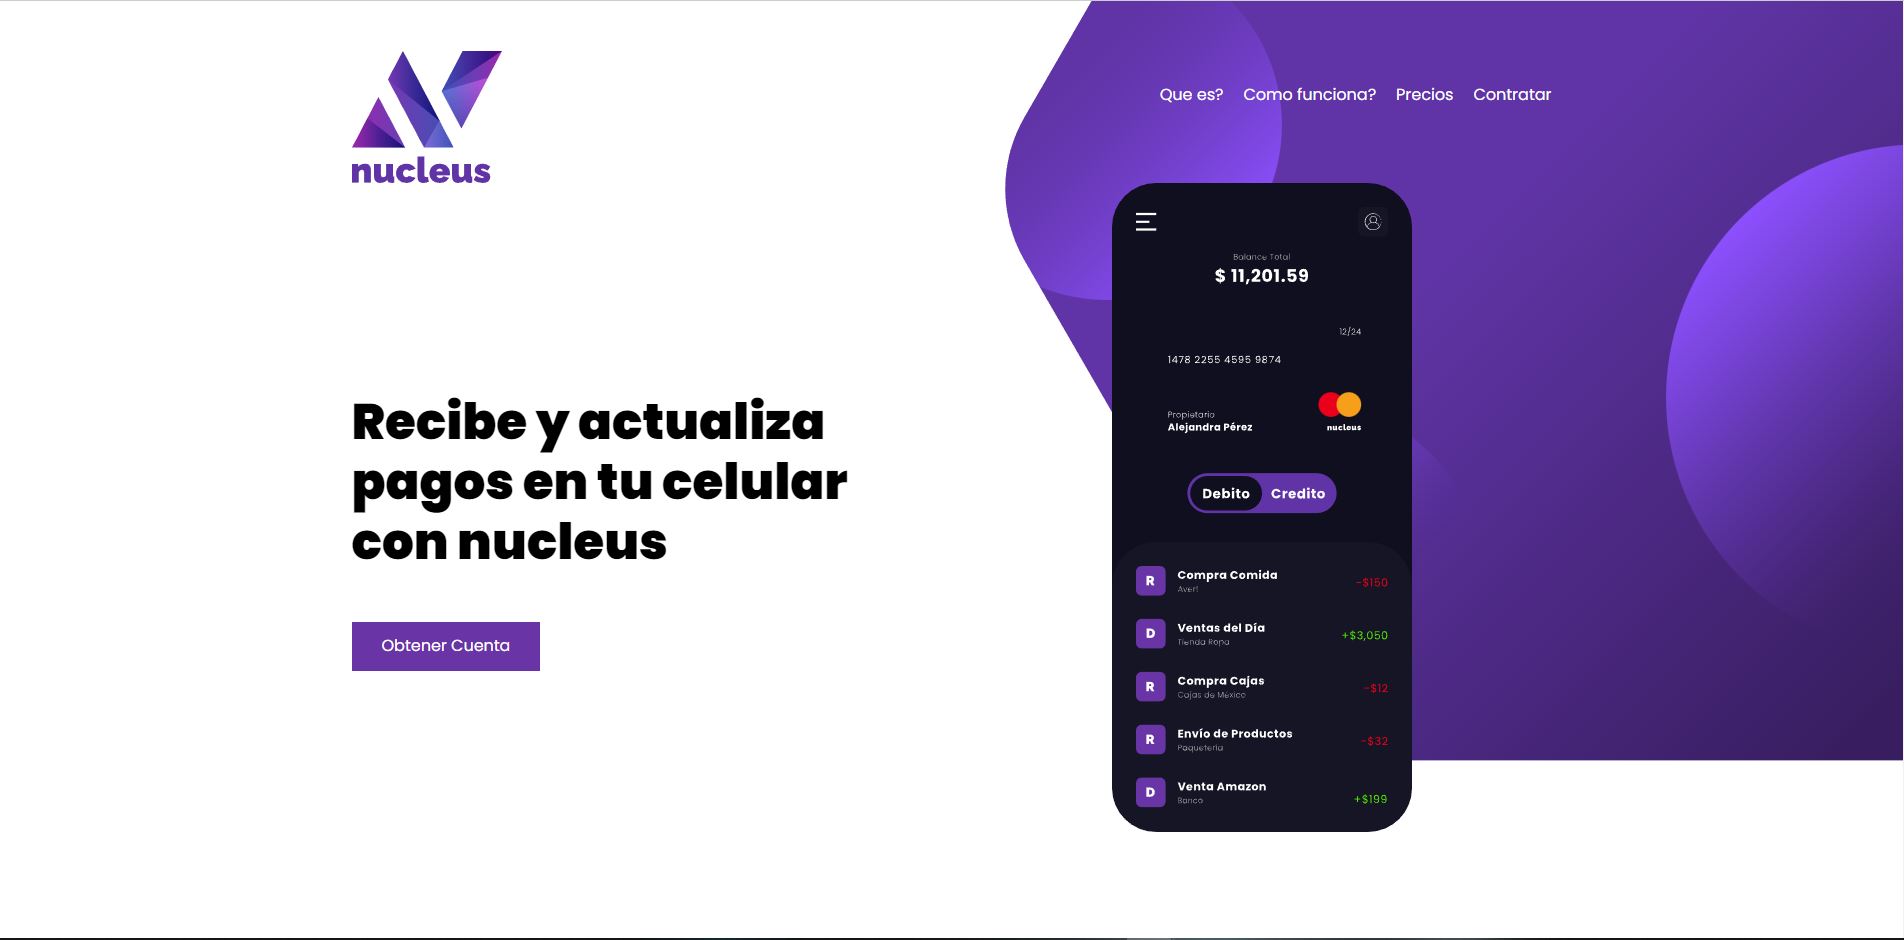 nucleus
Que es? Como funciona? Precios Contratar
Recibe y actualiza
pagos en tu celular
con nucleus
Obtener Cuenta
Balance Total
$ 11,201.59
12/24
1478 2255 4595 9874
Propietario
Alejandra Pérez
nucleus
Debito Credito
R Compra Comida -$150
Aver!
D Ventas del Día +$3,050
Tienda Ropa
R Compra Cajas -$12
Cajas de México
R Envío de Productos -$32
Paqueteria
D Venta Amazon +$199
Banco